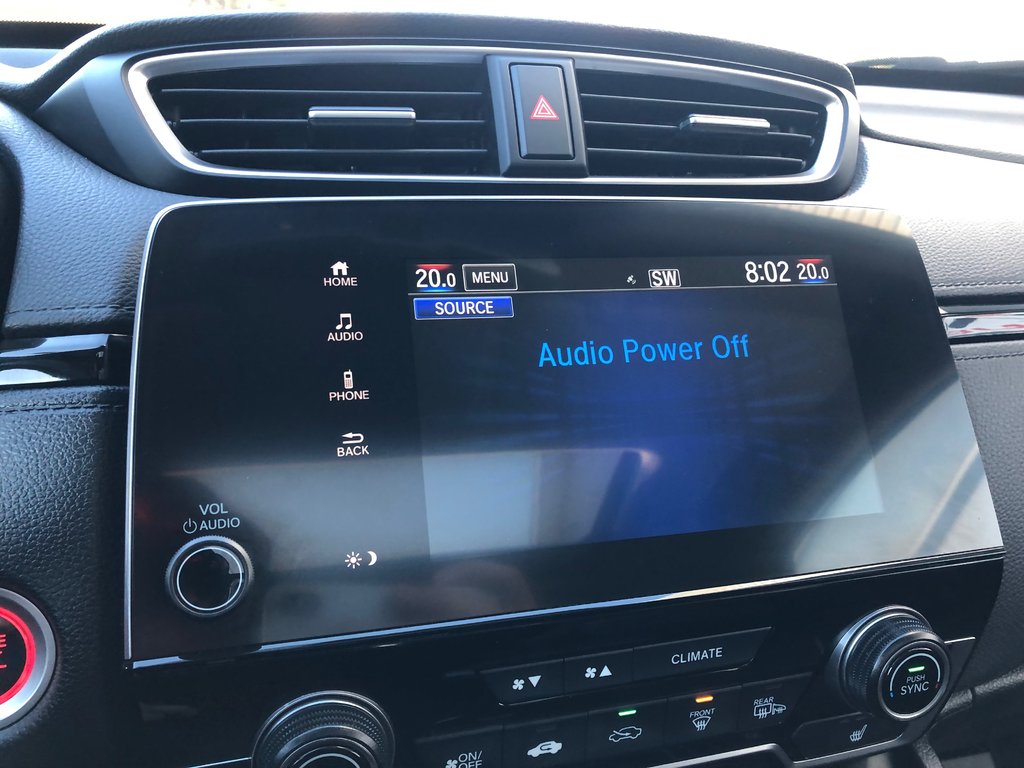 HOME
20.0 MENU SW 8:02 20.0
SOURCE
AUDIO
Audio Power Off
PHONE
BACK
VOL
AUDIO
CLIMATE
PUSH
SYNC
ON/
OFF
FRONT
REAR